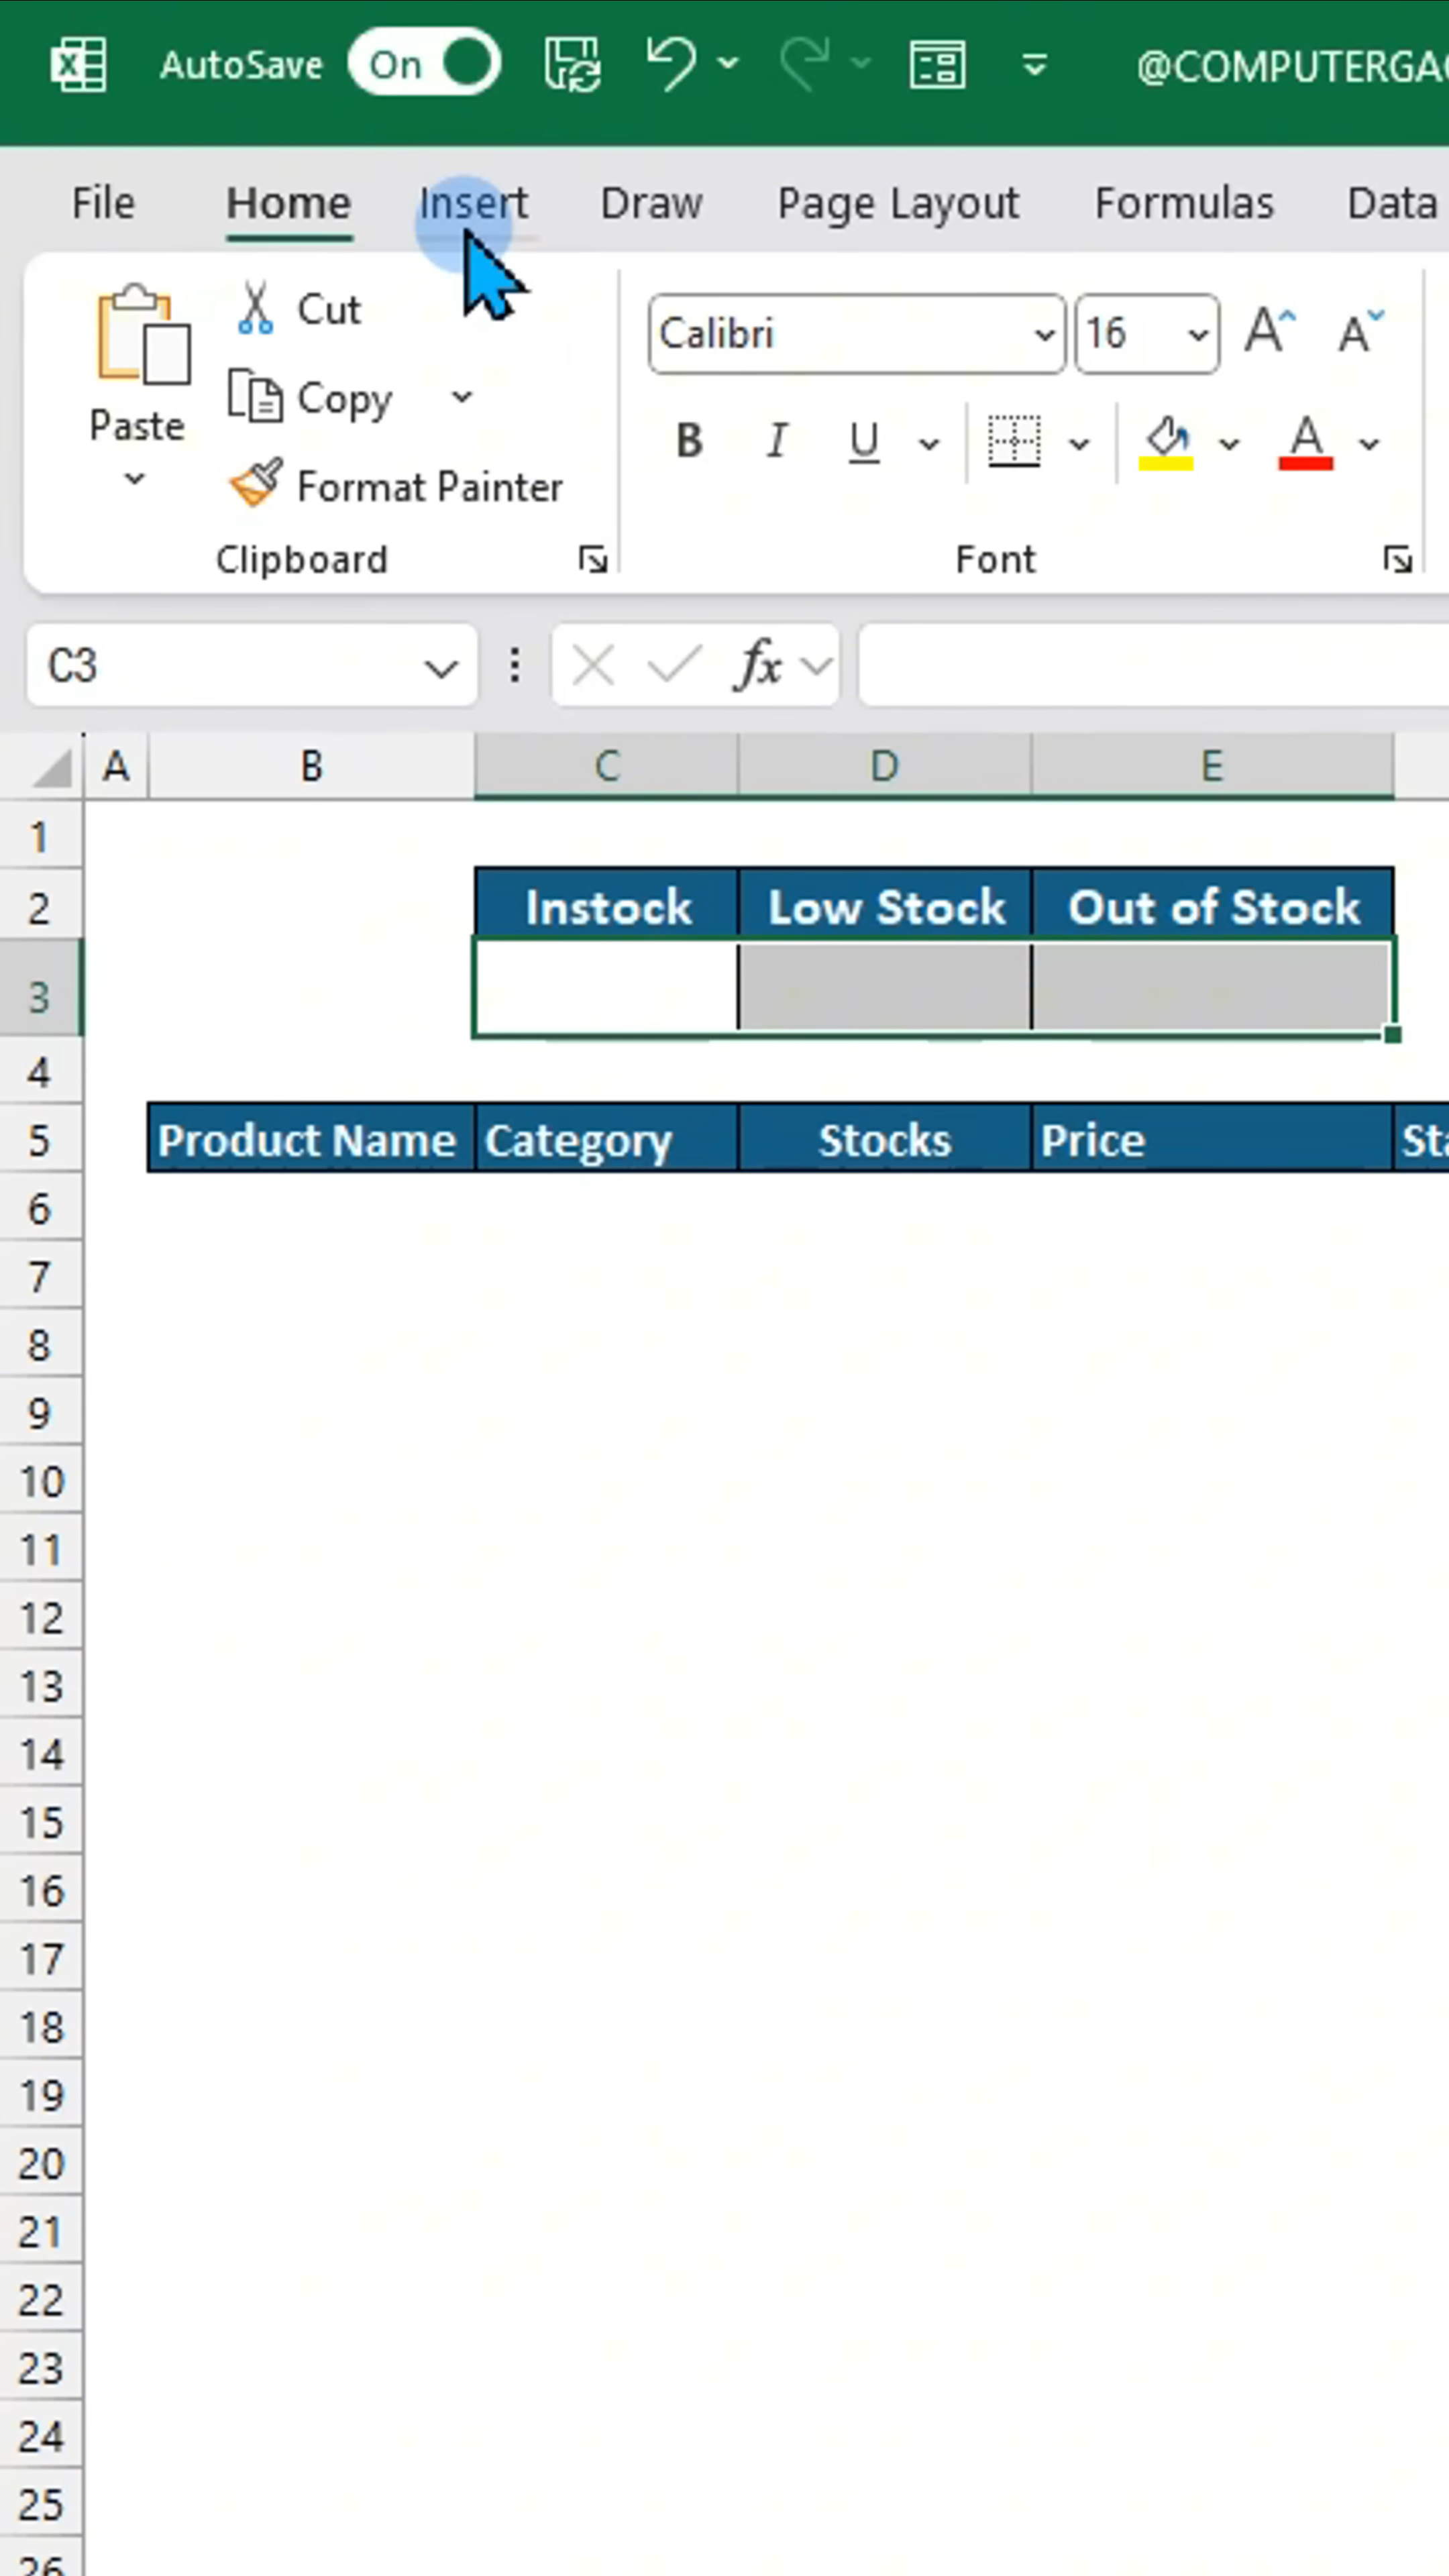 AutoSave On @COMPUTERGA
File Home Insert Draw Page Layout Formulas Data
Cut
Calibri 16 A A
Copy
Paste
B I U A
Format Painter
Clipboard Font
C3 fx
A B C D E
1
2 Instock Low Stock Out of Stock
3
4
5 Product Name Category Stocks Price Sta
6
7
8
9
10
11
12
13
14
15
16
17
18
19
20
21
22
23
24
25
26